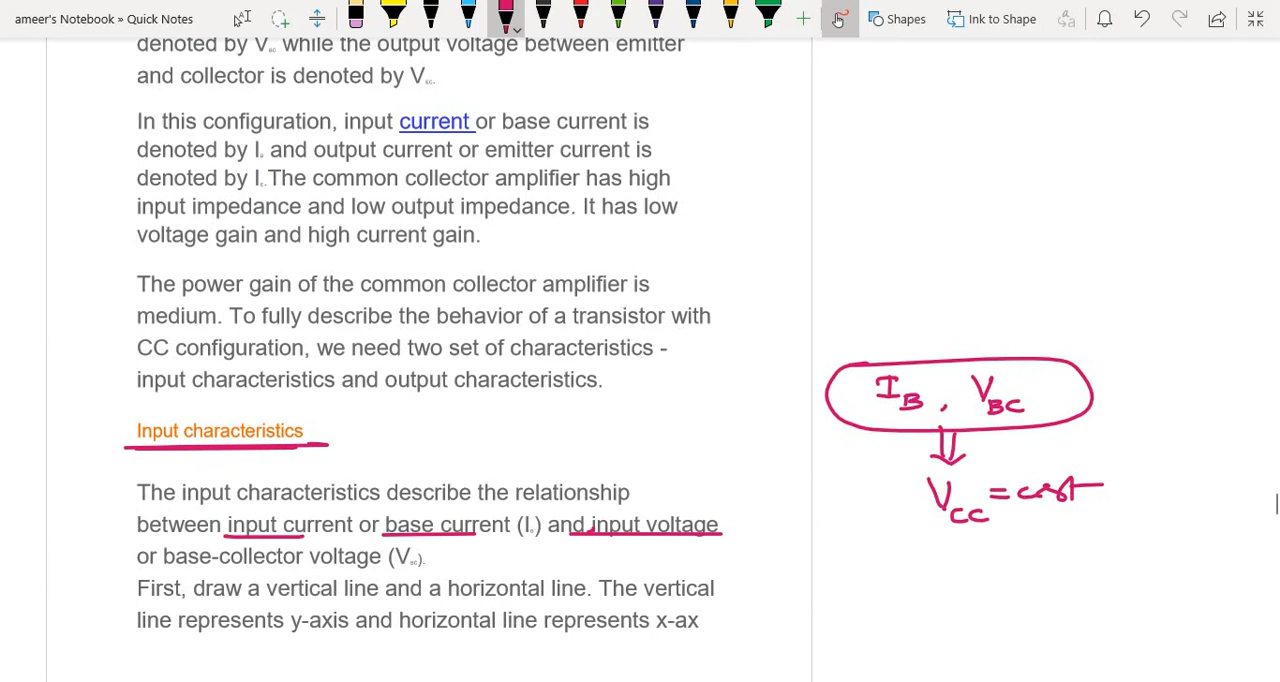 ameer's Notebook » Quick Notes
Shapes
Ink to Shape
denoted by V while the output voltage between emitter
and collector is denoted by V
In this configuration, input current or base current is
denoted by I and output current or emitter current is
denoted by I .The common collector amplifier has high
input impedance and low output impedance. It has low
voltage gain and high current gain.
The power gain of the common collector amplifier is
medium. To fully describe the behavior of a transistor with
CC configuration, we need two set of characteristics -
input characteristics and output characteristics.
Input characteristics
The input characteristics describe the relationship
between input current or base current (I ) and input voltage
or base-collector voltage (V ).
First, draw a vertical line and a horizontal line. The vertical
line represents y-axis and horizontal line represents x-ax
IB , VBC
VCC =